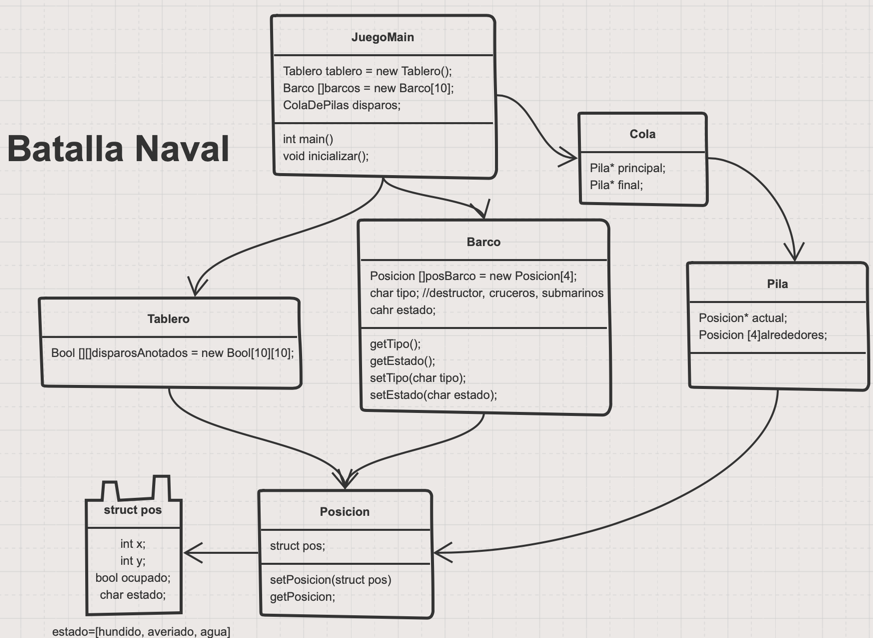 JuegoMain
Tablero tablero = new Tablero();
Barco []barcos = new Barco[10];
ColaDePilas disparos;
int main()
void inicializar();
Batalla Naval
Cola
Pila* principal;
Pila* final;
Barco
Posicion []posBarco = new Posicion[4];
char tipo; //destructor, cruceros, submarinos
cahr estado;
getTipo();
getEstado();
setTipo(char tipo);
setEstado(char estado);
Pila
Posicion* actual;
Posicion [4]alrededores;
Tablero
Bool [][]disparosAnotados = new Bool[10][10];
struct pos
int x;
int y;
bool ocupado;
char estado;
Posicion
struct pos;
setPosicion(struct pos)
getPosicion;
estado=[hundido, averiado, agua]